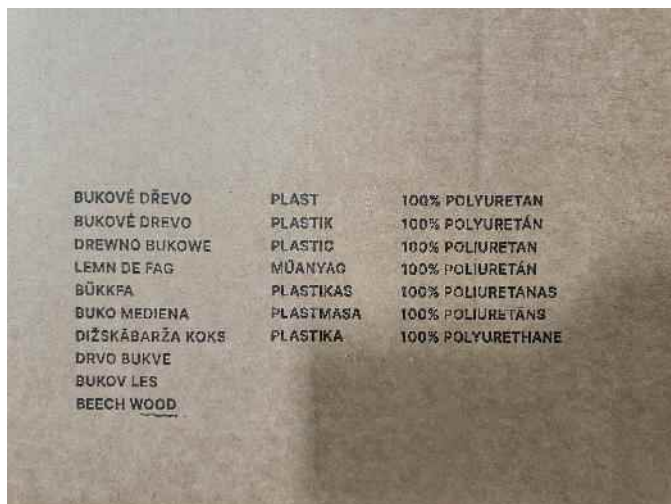 BUKOVÉ DŘEVO
BUKOVÉ DREVO
DREWNO BUKOWE
LEMN DE FAG
BÜKKFA
BUKO MEDIENA
DIŽSKĀBARŽA KOKS
DRVO BUKVE
BUKOV LES
BEECH WOOD
PLAST
PLASTIK
PLASTIC
MŰANYAG
PLASTIKAS
PLASTMASA
PLASTIKA
100% POLYURETAN
100% POLYURETÁN
100% POLIURETAN
100% POLIURETÁN
100% POLIURETANAS
100% POLIURETĀNS
100% POLYURETHANE